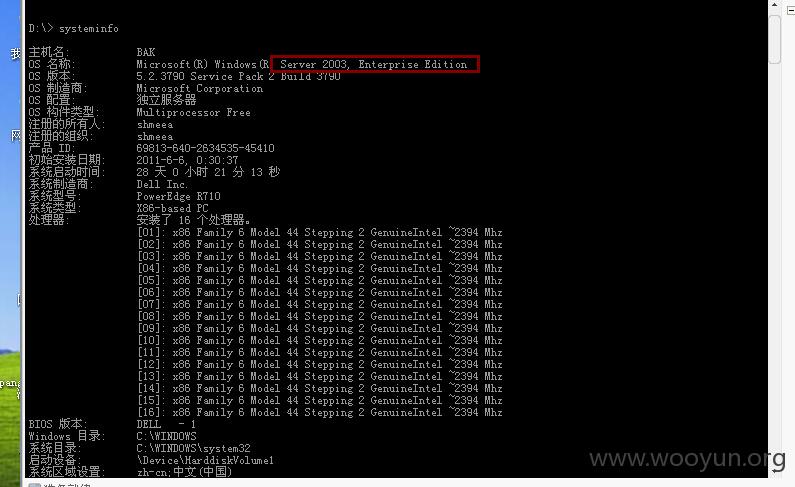 D:\> systeminfo
主机名: BAK
OS 名称: Microsoft(R) Windows(R Server 2003, Enterprise Edition
OS 版本: 5.2.3790 Service Pack 2 Build 3790
OS 制造商: Microsoft Corporation
OS 配置: 独立服务器
OS 构件类型: Multiprocessor Free
注册的所有人: shmeea
注册的组织: shmeea
产品 ID: 69813-640-2634535-45410
初始安装日期: 2011-6-6, 0:30:37
系统启动时间: 28 天 0 小时 21 分 13 秒
系统制造商: Dell Inc.
系统型号: PowerEdge R710
系统类型: X86-based PC
处理器: 安装了 16 个处理器。
[01]: x86 Family 6 Model 44 Stepping 2 GenuineIntel ~2394 Mhz
[02]: x86 Family 6 Model 44 Stepping 2 GenuineIntel ~2394 Mhz
[03]: x86 Family 6 Model 44 Stepping 2 GenuineIntel ~2394 Mhz
[04]: x86 Family 6 Model 44 Stepping 2 GenuineIntel ~2394 Mhz
[05]: x86 Family 6 Model 44 Stepping 2 GenuineIntel ~2394 Mhz
[06]: x86 Family 6 Model 44 Stepping 2 GenuineIntel ~2394 Mhz
[07]: x86 Family 6 Model 44 Stepping 2 GenuineIntel ~2394 Mhz
[08]: x86 Family 6 Model 44 Stepping 2 GenuineIntel ~2394 Mhz
[09]: x86 Family 6 Model 44 Stepping 2 GenuineIntel ~2394 Mhz
[10]: x86 Family 6 Model 44 Stepping 2 GenuineIntel ~2394 Mhz
[11]: x86 Family 6 Model 44 Stepping 2 GenuineIntel ~2394 Mhz
[12]: x86 Family 6 Model 44 Stepping 2 GenuineIntel ~2394 Mhz
[13]: x86 Family 6 Model 44 Stepping 2 GenuineIntel ~2394 Mhz
[14]: x86 Family 6 Model 44 Stepping 2 GenuineIntel ~2394 Mhz
[15]: x86 Family 6 Model 44 Stepping 2 GenuineIntel ~2394 Mhz
[16]: x86 Family 6 Model 44 Stepping 2 GenuineIntel ~2394 Mhz
BIOS 版本: DELL - 1
Windows 目录: C:\WINDOWS
系统目录: C:\WINDOWS\system32
启动设备: \Device\HarddiskVolume1
系统区域设置: zh-cn;中文(中国)
www.wooyun.org